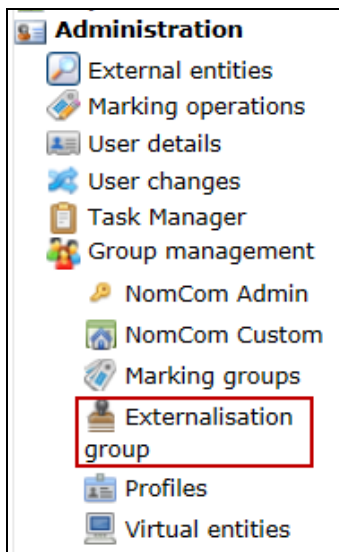 Administration
External entities
Marking operations
User details
User changes
Task Manager
Group management
NomCom Admin
NomCom Custom
Marking groups
Externalisation
group
Profiles
Virtual entities